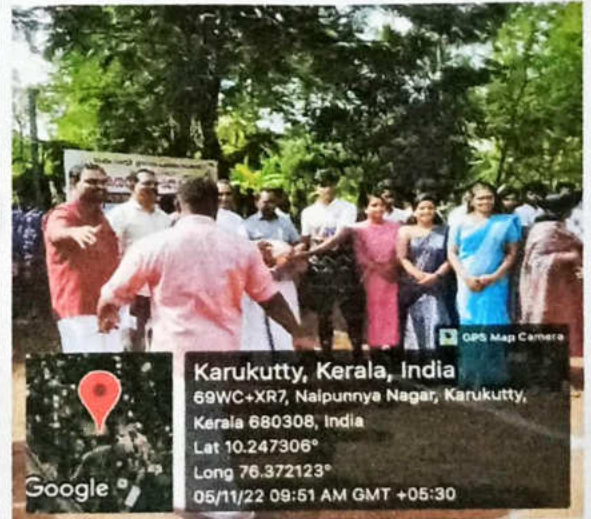 GPS Map Camera
Karukutty, Kerala, India
69WC+XR7, Naipunnya Nagar, Karukutty,
Kerala 680308, India
Lat 10.247306°
Long 76.372123°
05/11/22 09:51 AM GMT +05:30
Google